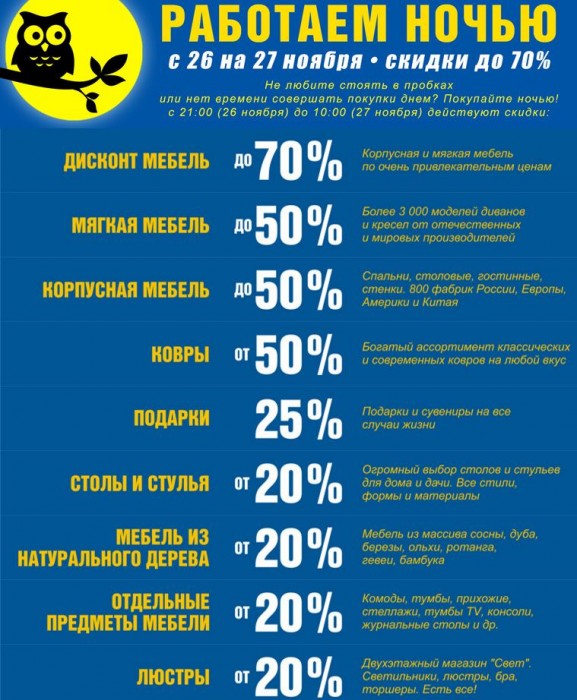 РАБОТАЕМ НОЧЬЮ
с 26 на 27 ноября • скидки до 70%
Не любите стоять в пробках
или нет времени совершать покупки днем? Покупайте ночью!
с 21:00 (26 ноября) до 10:00 (27 ноября) действуют скидки:
ДИСКОНТ МЕБЕЛЬ
до 70%
Корпусная и мягкая мебель
по очень привлекательным ценам
МЯГКАЯ МЕБЕЛЬ
до 50%
Более 3 000 моделей диванов
и кресел от отечественных
и мировых производителей
КОРПУСНАЯ МЕБЕЛЬ
до 50%
Спальни, столовые, гостинные,
стенки. 800 фабрик России, Европы,
Америки и Китая
КОВРЫ
от 50%
Богатый ассортимент классических
и современных ковров на любой вкус
ПОДАРКИ
25%
Подарки и сувениры на все
случаи жизни
СТОЛЫ И СТУЛЬЯ
от 20%
Огромный выбор столов и стульев
для дома и дачи. Все стили,
формы и материалы
МЕБЕЛЬ ИЗ
НАТУРАЛЬНОГО ДЕРЕВА
от 20%
Мебель из массива сосны, дуба,
березы, ольхи, ротанга,
гевеи, бамбука
ОТДЕЛЬНЫЕ
ПРЕДМЕТЫ МЕБЕЛИ
от 20%
Комоды, тумбы, прихожие,
стеллажи, тумбы TV, консоли,
журнальные столы и др.
ЛЮСТРЫ
от 20%
Двухэтажный магазин "Свет".
Светильники, люстры, бра,
торшеры. Есть все!